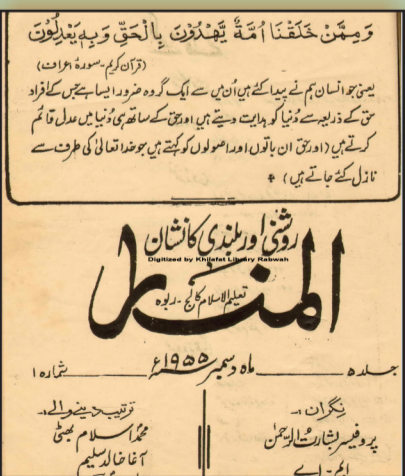 وَمِمَّنْ خَلَقْنَا أُمَّةٌ يَّهْدُوْنَ بِالْحَقِّ وَبِهٖ يَعْدِلُوْنَ
(قرآن کریم - سورۃ اعراف)
یعنی جو انسان ہم نے پیدا کئے ہیں اُن میں سے ایک گروہ ضرور ایسا ہے جس کے افراد
حق کے ذریعہ سے دُنیا کو ہدایت دیتے ہیں اور حق کے ساتھ ہی دُنیا میں عدل قائم
کرتے ہیں (اور حق ان باتوں اور اصولوں کو کہتے ہیں جو خدا تعالیٰ کی طرف سے
نازل کئے جاتے ہیں)
روشنی اور بلندی کا نشان
Digitized by Khilafat Library Rabwah
المنار
تعلیم الاسلام کالج - ربوہ
جلد ۵ ماہ دسمبر ۱۹۵۵ء شمارہ ۱
نگران :- ترتیب دینے والے :-
پروفیسر بشارت الرحمٰن محمد اسلام بھٹی
ایم - اے آغا خالد سلیم